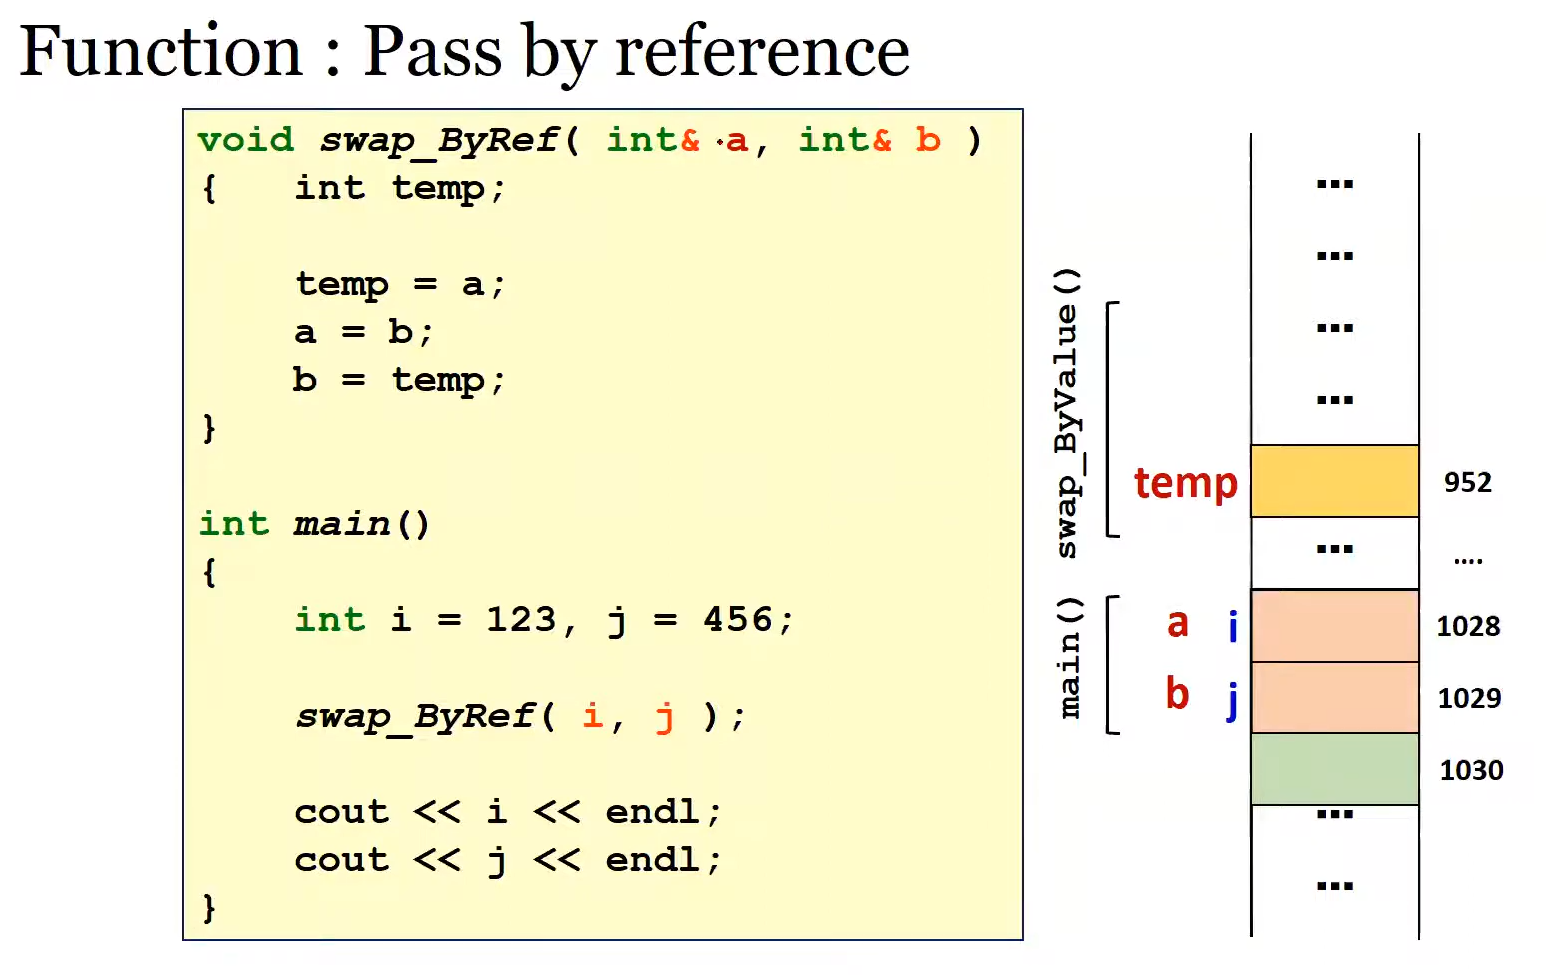 Function : Pass by reference
void swap_ByRef( int& a, int& b )
{ int temp;
temp = a;
a = b;
b = temp;
}
int main()
{
int i = 123, j = 456;
swap_ByRef( i, j );
cout << i << endl;
cout << j << endl;
}
swap_ByValue()
main()
...
...
...
...
temp 952
... ....
a i 1028
b j 1029
1030
...
...